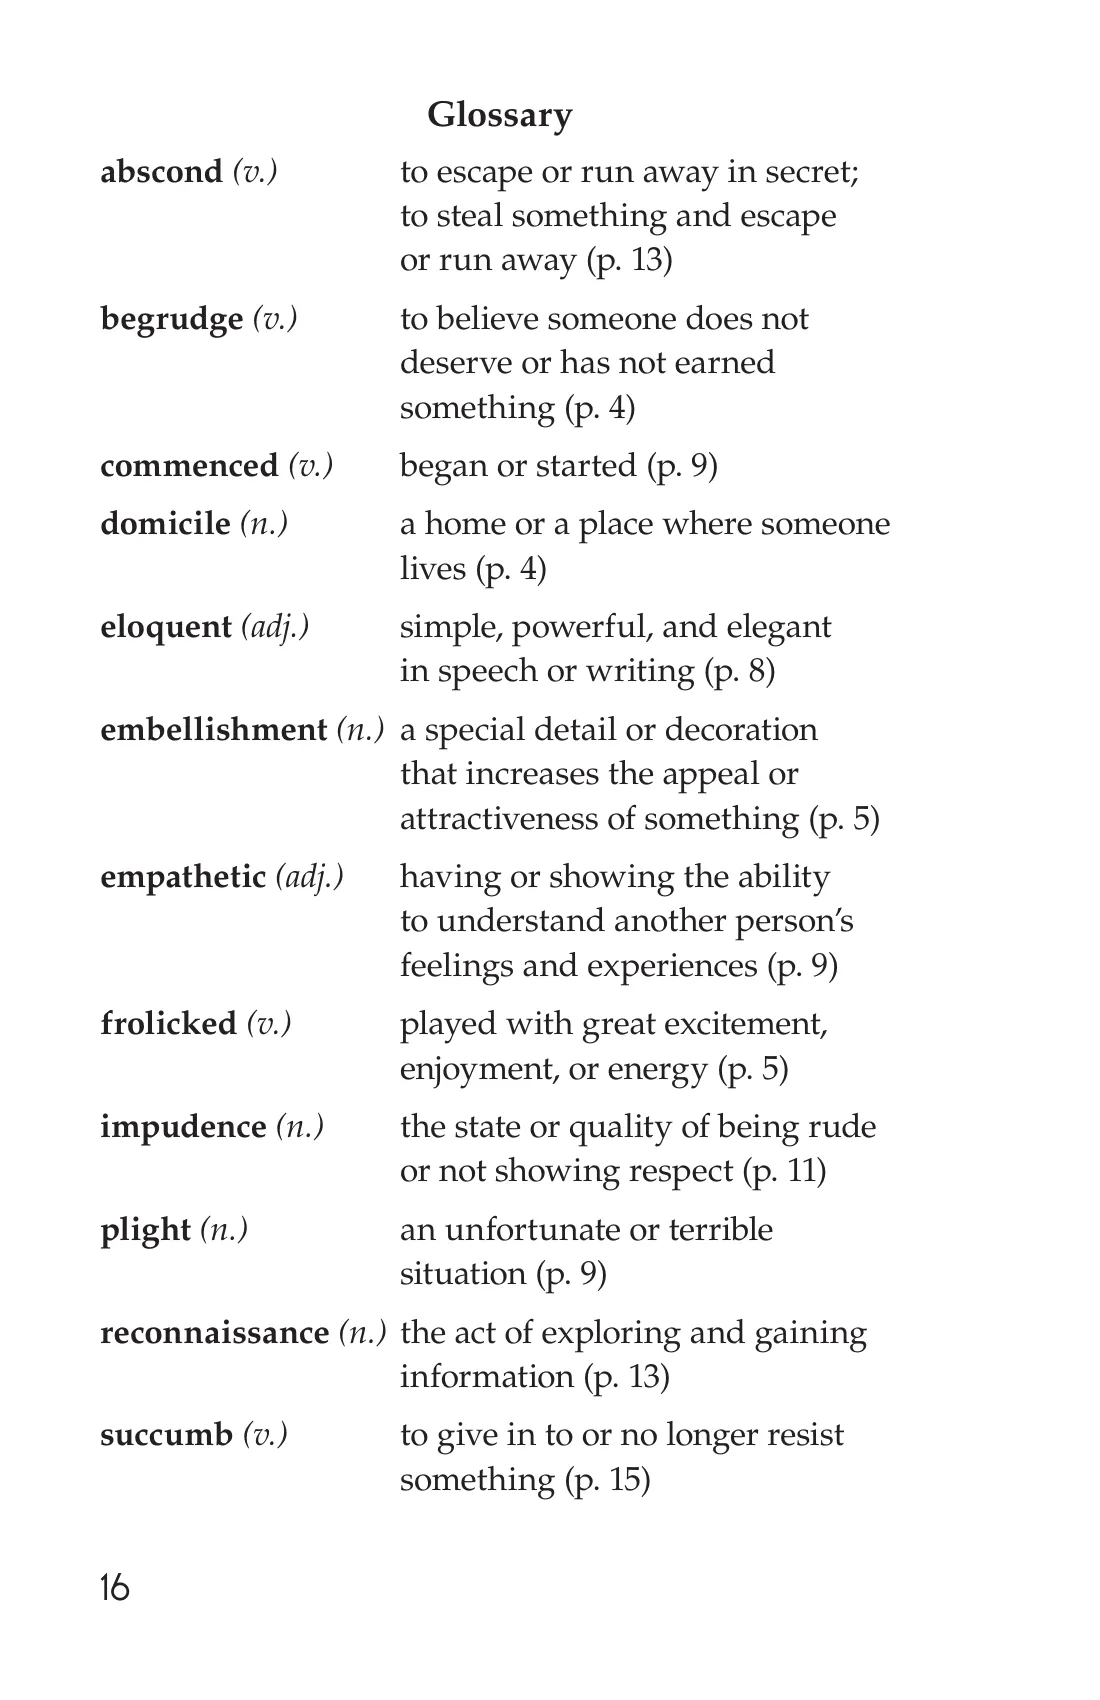 Glossary
abscond (v.) to escape or run away in secret;
to steal something and escape
or run away (p. 13)
begrudge (v.) to believe someone does not
deserve or has not earned
something (p. 4)
commenced (v.) began or started (p. 9)
domicile (n.) a home or a place where someone
lives (p. 4)
eloquent (adj.) simple, powerful, and elegant
in speech or writing (p. 8)
embellishment (n.) a special detail or decoration
that increases the appeal or
attractiveness of something (p. 5)
empathetic (adj.) having or showing the ability
to understand another person’s
feelings and experiences (p. 9)
frolicked (v.) played with great excitement,
enjoyment, or energy (p. 5)
impudence (n.) the state or quality of being rude
or not showing respect (p. 11)
plight (n.) an unfortunate or terrible
situation (p. 9)
reconnaissance (n.) the act of exploring and gaining
information (p. 13)
succumb (v.) to give in to or no longer resist
something (p. 15)
16